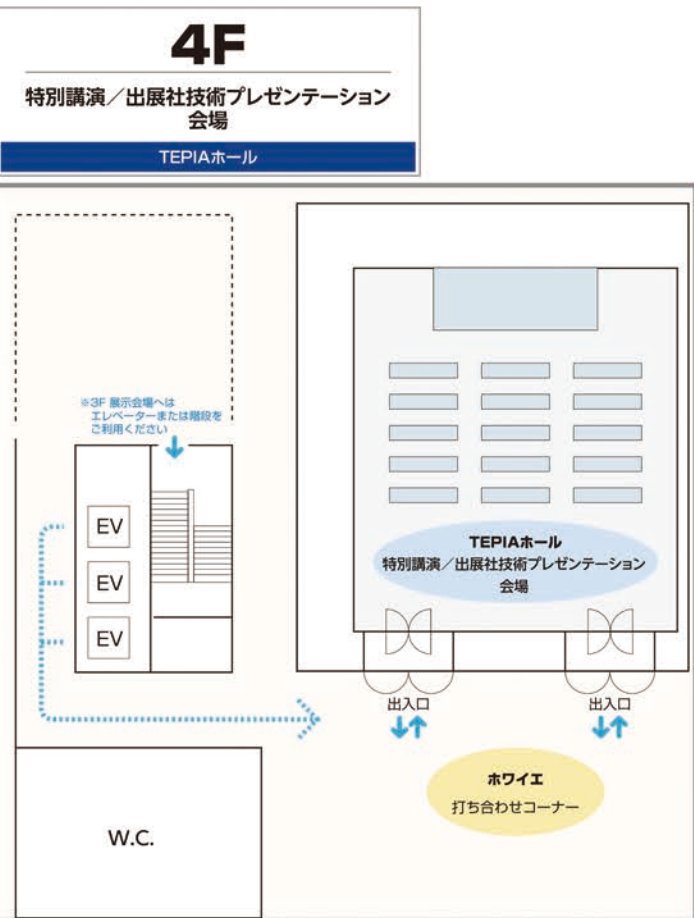 4F
特別講演／出展社技術プレゼンテーション
会場
TEPIAホール
※3F 展示会場へは
エレベーターまたは階段を
ご利用ください
EV
EV
EV
TEPIAホール
特別講演／出展社技術プレゼンテーション
会場
出入口
出入口
ホワイエ
打ち合わせコーナー
W.C.